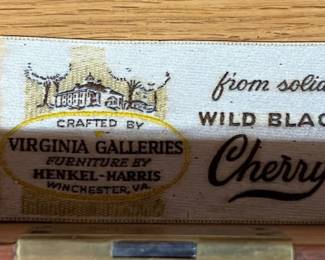 CRAFTED BY
VIRGINIA GALLERIES
FURNITURE BY
HENKEL-HARRIS
WINCHESTER, VA.
from solid
WILD BLAC
Cherry